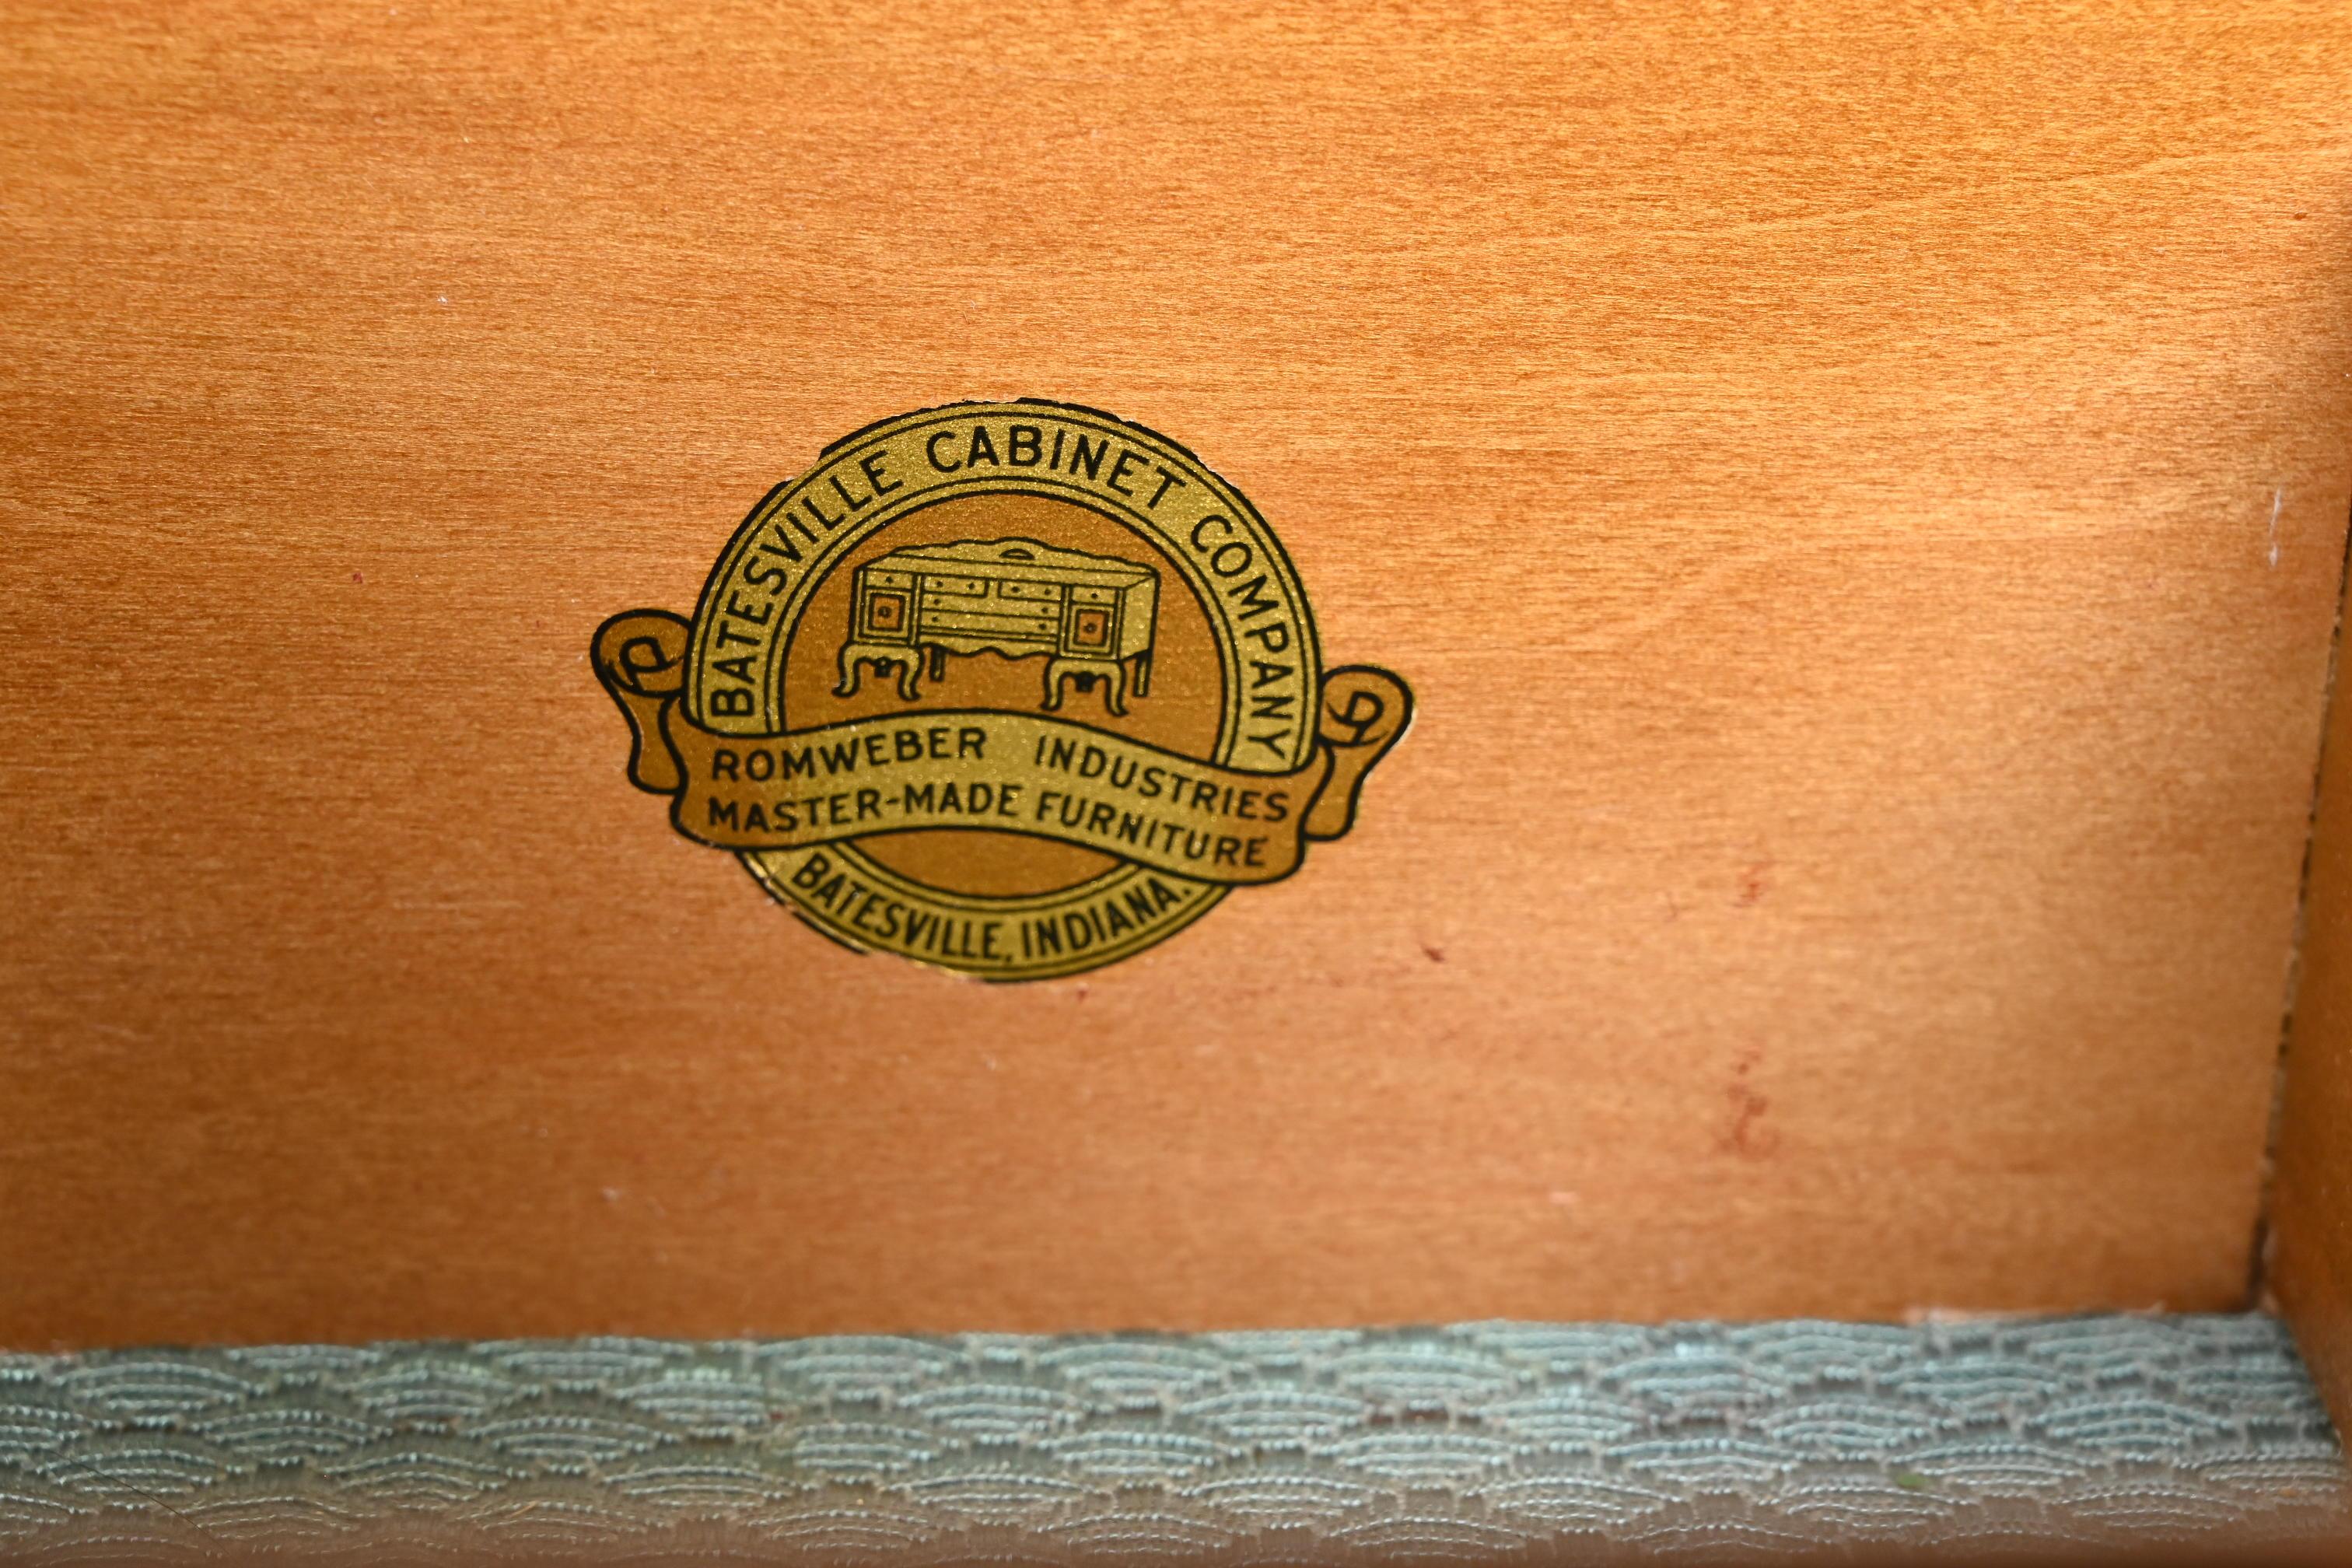 BATESVILLE CABINET COMPANY
ROMWEBER INDUSTRIES
MASTER-MADE FURNITURE
BATESVILLE, INDIANA.